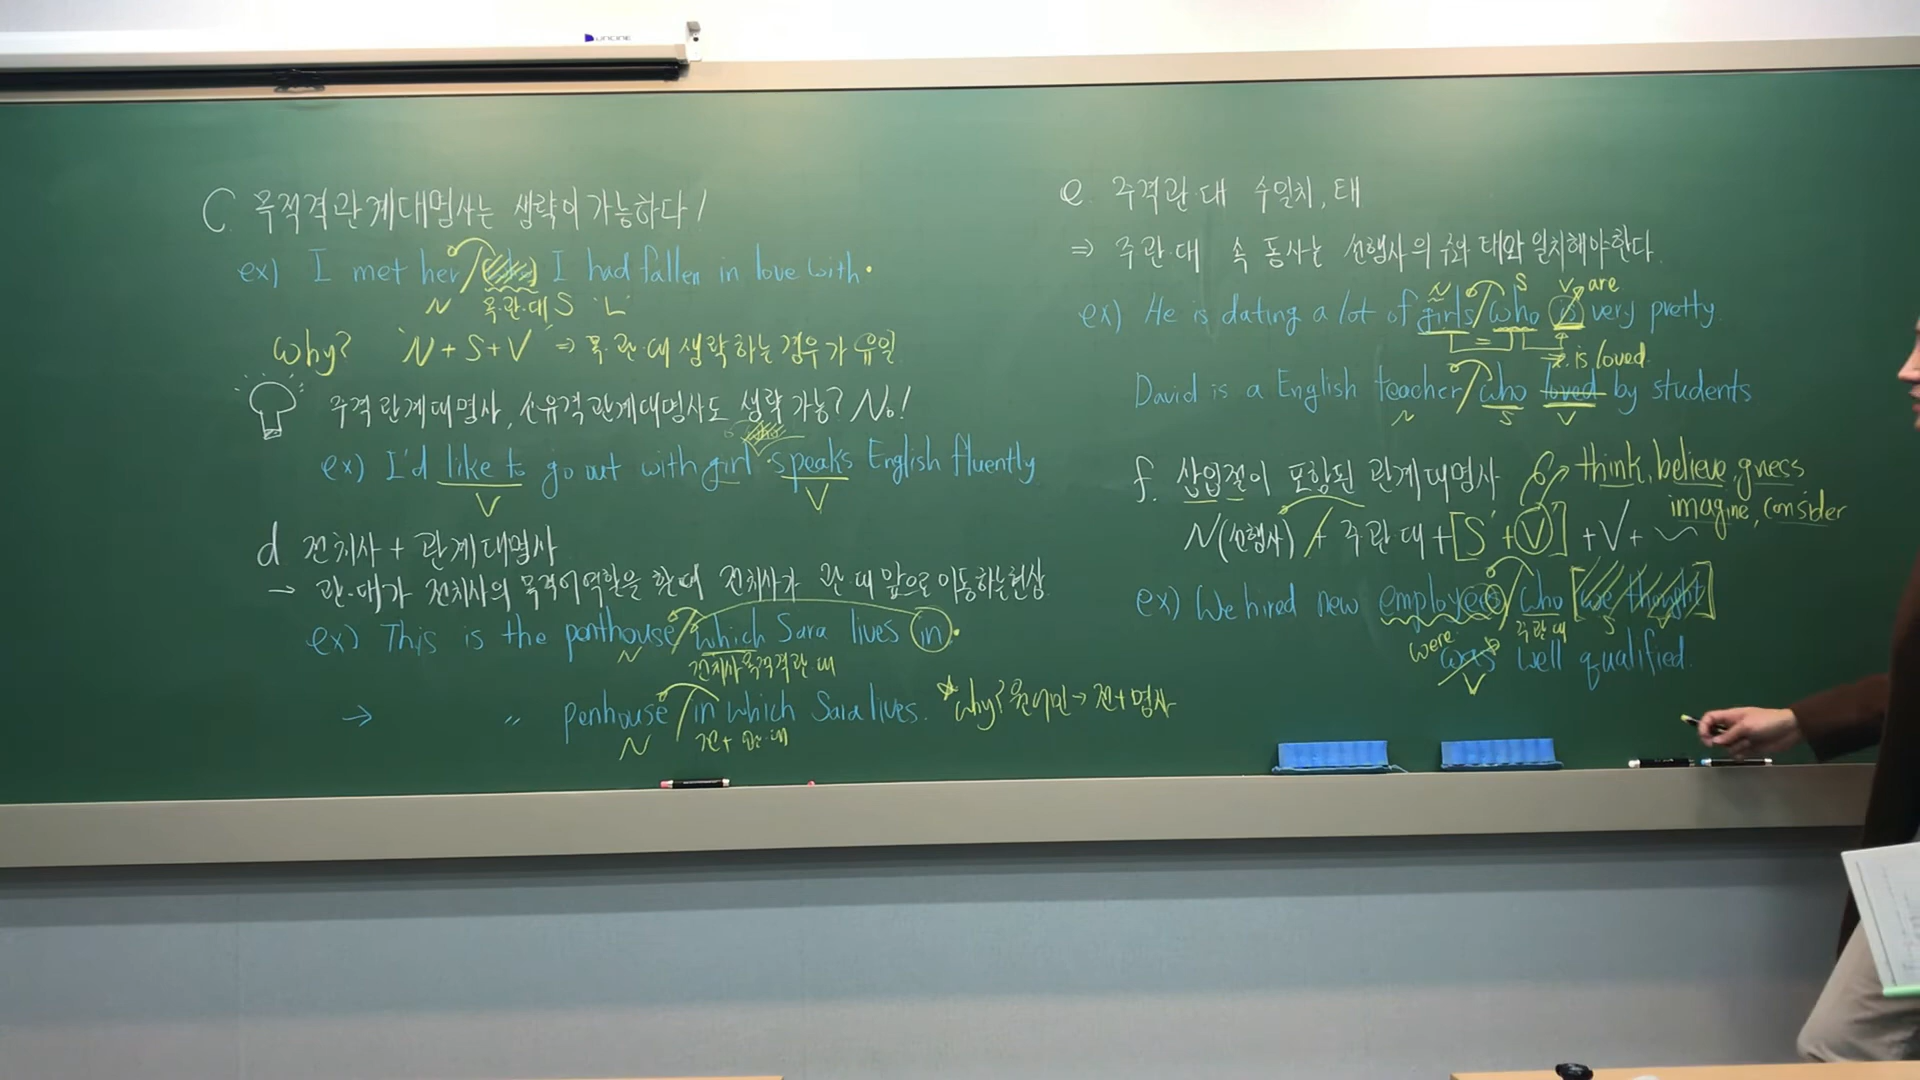 C 목적격관계대명사는 생략이 가능하다!
ex) I met her / (who) I had fallen in love with.
N 목.관.대 S
Why? N+S+V ⇒ 목.관.대 생략하는 경우가 유일
주격관계대명사, 소유격관계대명사도 생략 가능? No!
ex) I'd like to go out with girl speaks English fluently
V V
d 전치사 + 관계대명사
→ 관.대가 전치사의 목적어역할을 할때 전치사가 관.대 앞으로 이동하는현상
ex) This is the penthouse / which Sara lives in.
N 전치사목적격관.대
→ 〃 penhouse / in which Sara lives. why? 원어민→ 전+명사
N 전+관.대
e. 주격관.대 수일치, 태
⇒ 주.관.대 속 동사는 선행사의 수와 태와 일치해야한다.
N S V are
ex) He is dating a lot of girls / who is very pretty.
=
is loved.
David is a English teacher / who loved by students
N S V
f. 삽입절이 포함된 관계대명사
think, believe, guess
imagine, consider
N(선행사) / 주.관.대+[S'+V']+V+~
ex) We hired new employees / who [we thought]
were 주.관.대 S V
was well qualified.
V